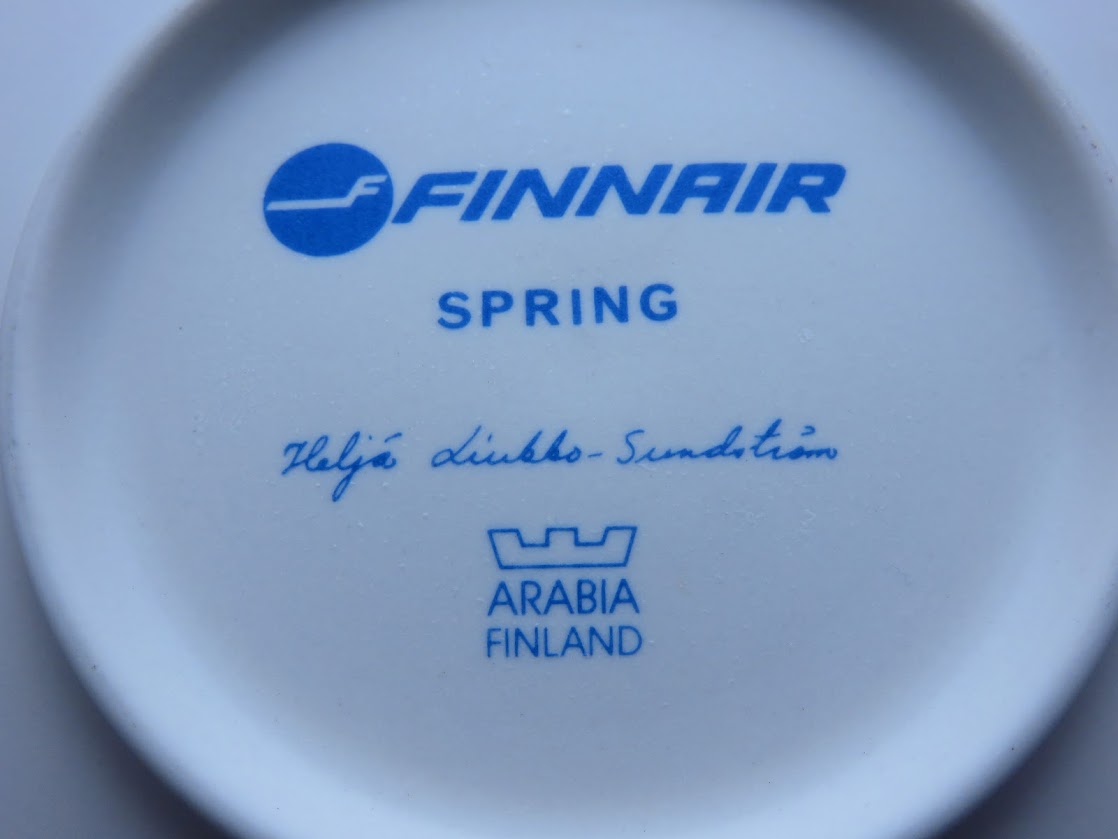 F FINNAIR
SPRING
Heljä Liukko-Sundström
ARABIA
FINLAND